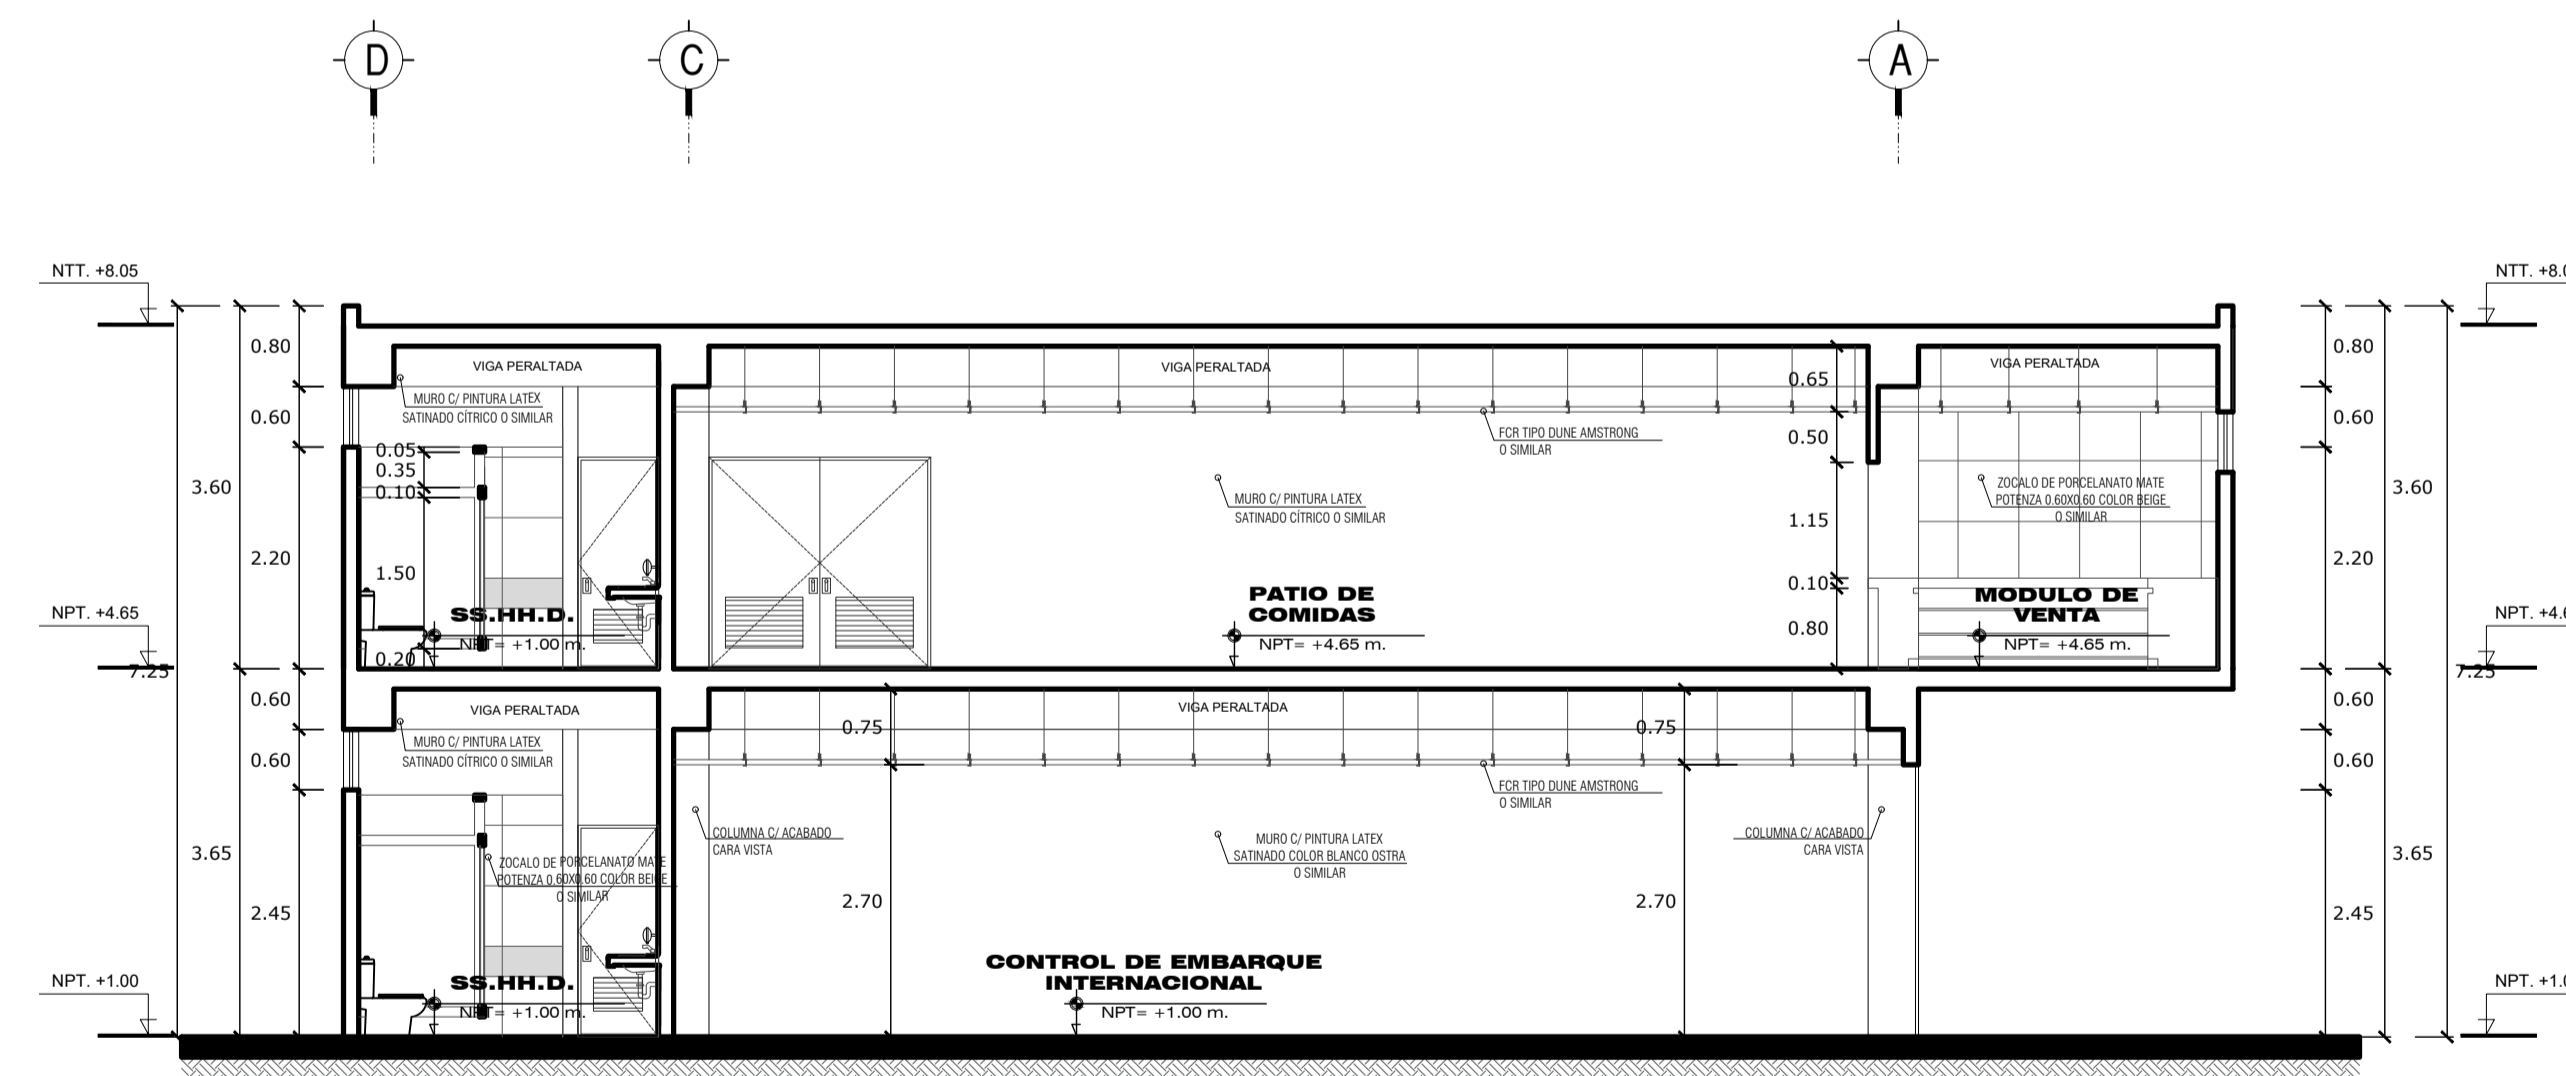 D
C
A
NTT. +8.05
NTT. +8.0
0.80
VIGA PERALTADA
VIGA PERALTADA
VIGA PERALTADA
0.80
0.65
MURO C/ PINTURA LATEX
SATINADO CÍTRICO O SIMILAR
0.60
0.60
FCR TIPO DUNE AMSTRONG
O SIMILAR
0.50
0.05
0.35
0.10
3.60
3.60
MURO C/ PINTURA LATEX
SATINADO CÍTRICO O SIMILAR
ZOCALO DE PORCELANATO MATE
POTENZA 0.60X0.60 COLOR BEIGE
O SIMILAR
1.15
2.20
2.20
1.50
0.10
PATIO DE
COMIDAS
NPT= +4.65 m.
MODULO DE
VENTA
NPT= +4.65 m.
SS.HH.D.
NPT= +1.00 m.
NPT. +4.65
NPT. +4.6
0.80
0.20
7.25
7.25
0.60
0.60
VIGA PERALTADA
VIGA PERALTADA
0.75
0.75
MURO C/ PINTURA LATEX
SATINADO CÍTRICO O SIMILAR
0.60
0.60
FCR TIPO DUNE AMSTRONG
O SIMILAR
COLUMNA C/ ACABADO
CARA VISTA
MURO C/ PINTURA LATEX
SATINADO COLOR BLANCO OSTRA
O SIMILAR
COLUMNA C/ ACABADO
CARA VISTA
3.65
3.65
ZOCALO DE PORCELANATO MATE
POTENZA 0.60X0.60 COLOR BEIGE
O SIMILAR
2.45
2.70
2.70
2.45
CONTROL DE EMBARQUE
INTERNACIONAL
NPT= +1.00 m.
SS.HH.D.
NPT= +1.00 m.
NPT. +1.00
NPT. +1.0